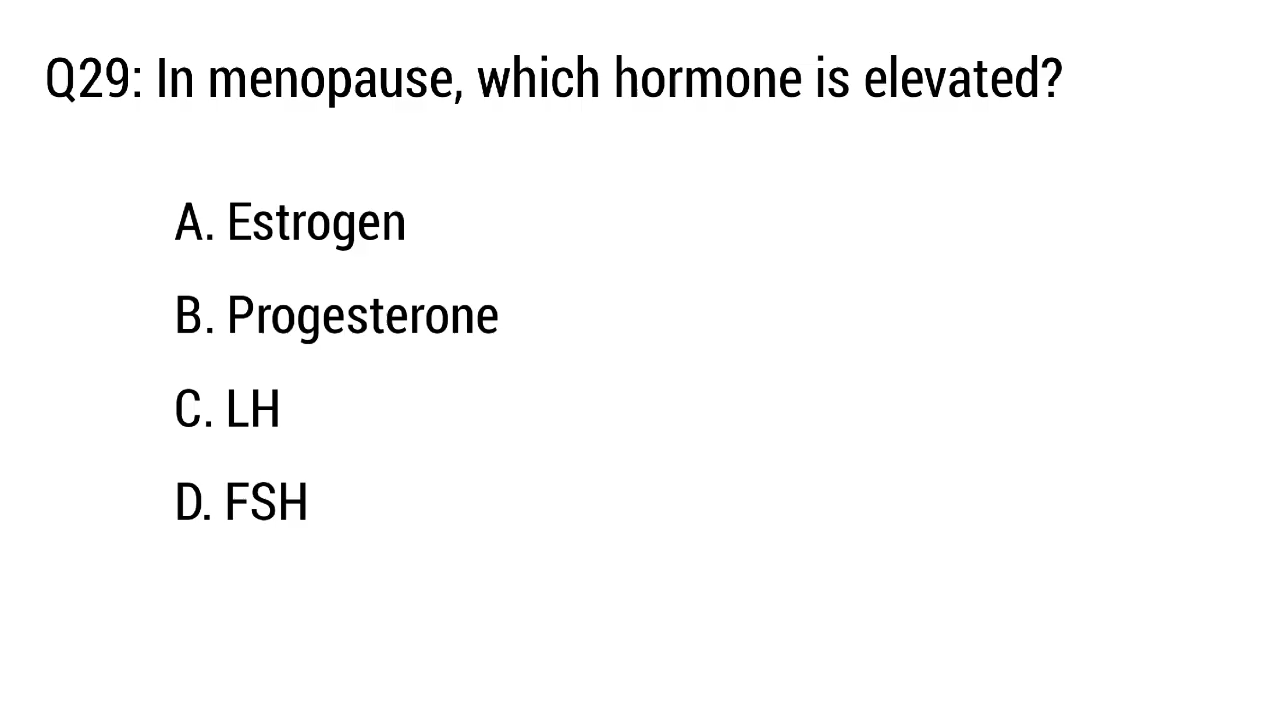 Q29: In menopause, which hormone is elevated?
A. Estrogen
B. Progesterone
C. LH
D. FSH